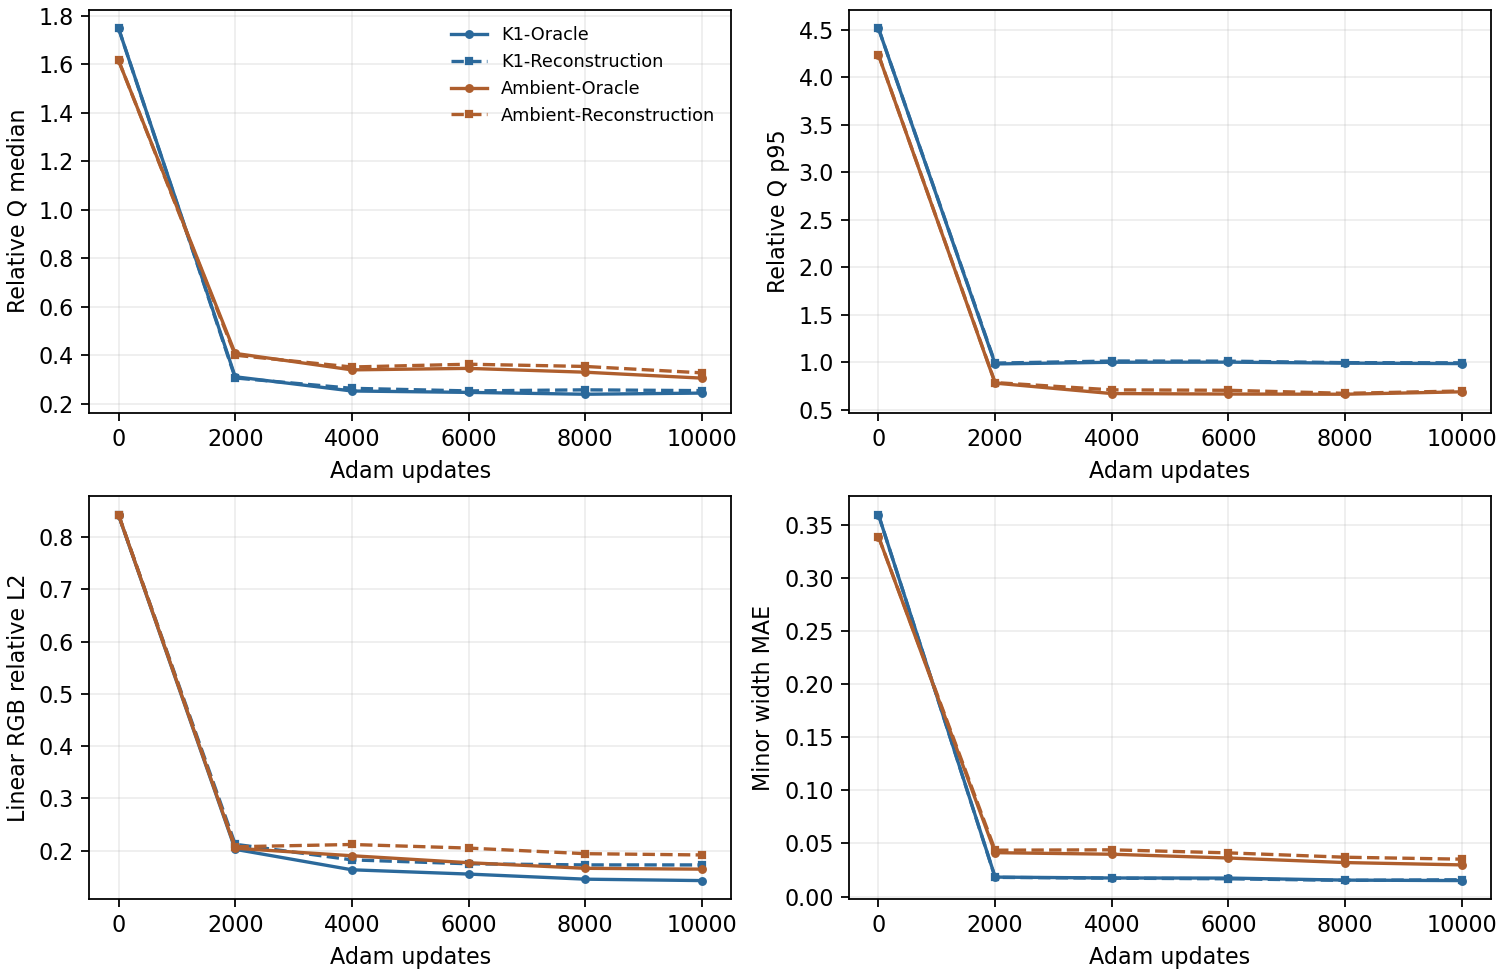 1.8
1.6
1.4
1.2
1.0
0.8
0.6
0.4
0.2
Relative Q median
K1-Oracle
K1-Reconstruction
Ambient-Oracle
Ambient-Reconstruction
0 2000 4000 6000 8000 10000
Adam updates
4.5
4.0
3.5
3.0
2.5
2.0
1.5
1.0
0.5
Relative Q p95
0 2000 4000 6000 8000 10000
Adam updates
0.8
0.7
0.6
0.5
0.4
0.3
0.2
Linear RGB relative L2
0 2000 4000 6000 8000 10000
Adam updates
0.35
0.30
0.25
0.20
0.15
0.10
0.05
0.00
Minor width MAE
0 2000 4000 6000 8000 10000
Adam updates